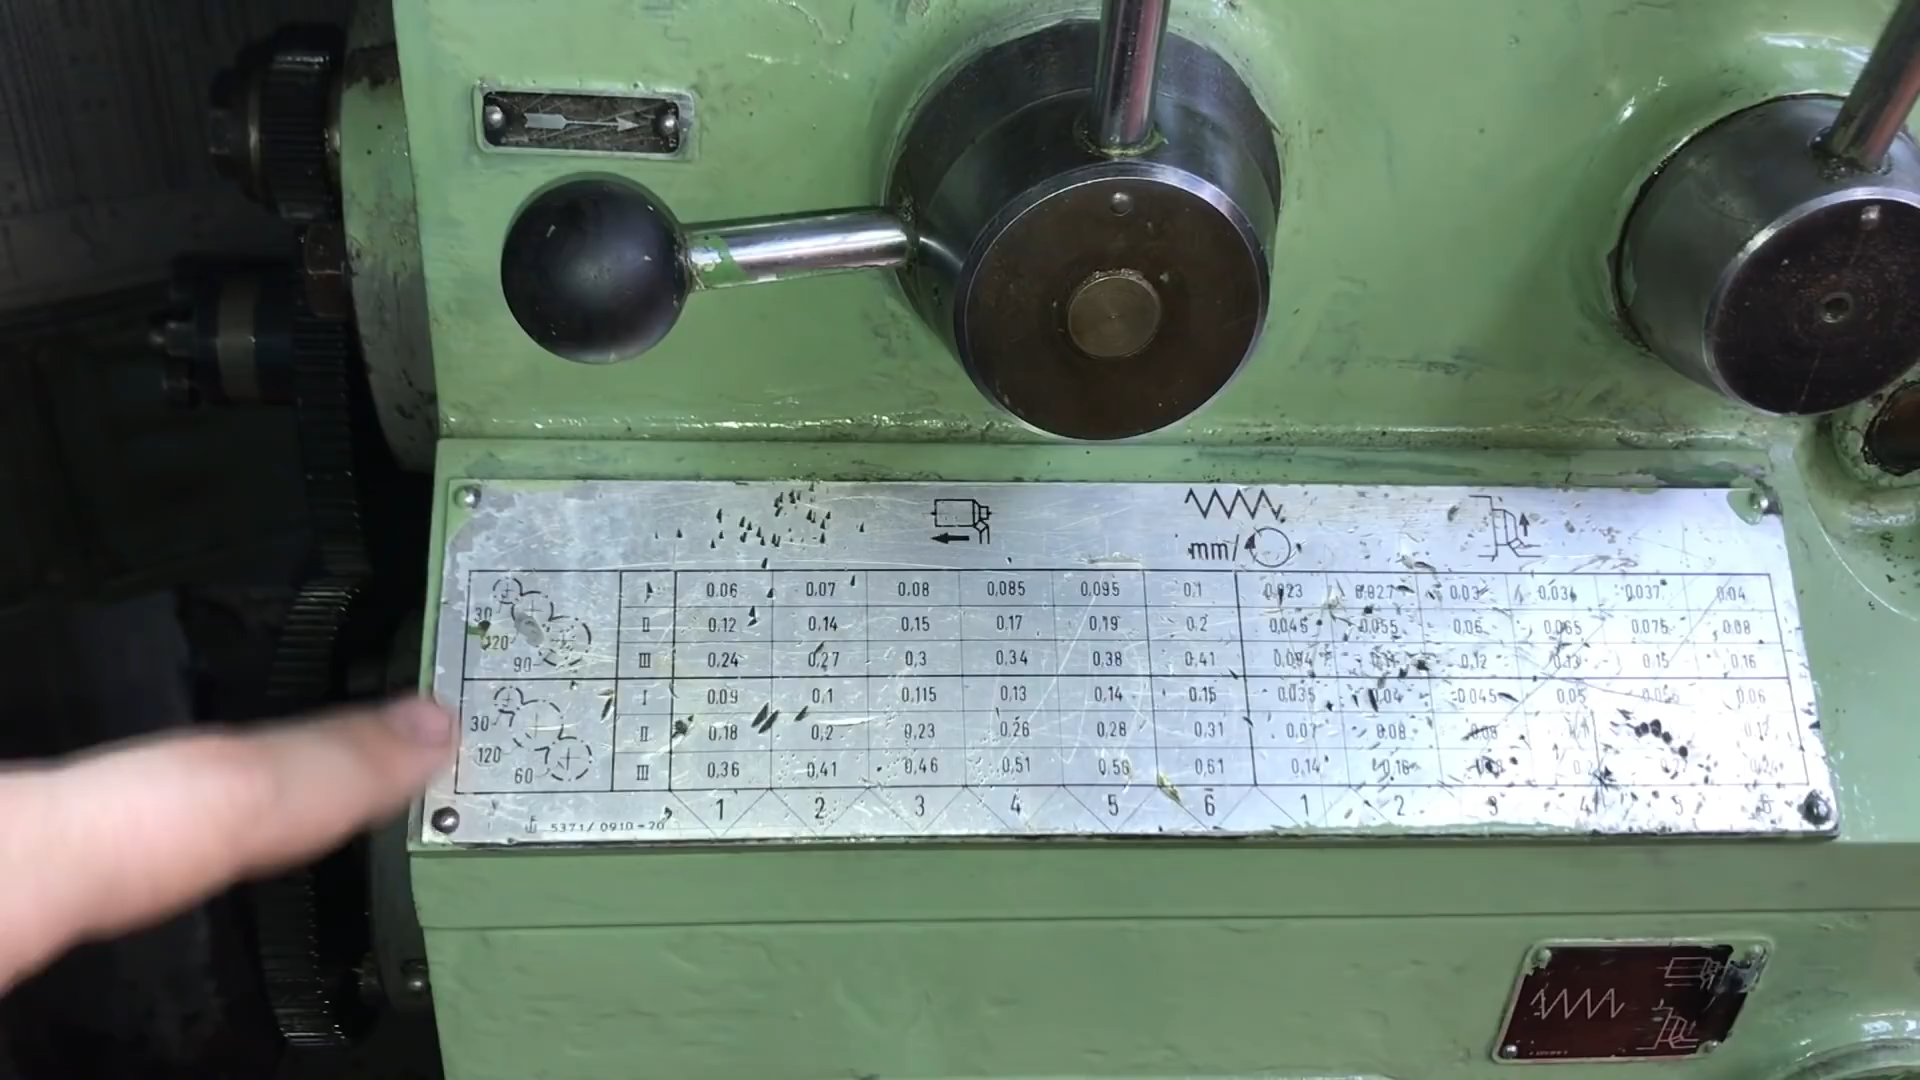 mm/
30 120 90
I 0.06 0.07 0.08 0.085 0.095 0.1 0.023 0.027 0.03 0.037 0.04
II 0.12 0.14 0.15 0.17 0.19 0.2 0.045 0.055 0.06 0.065 0.075 0.08
III 0.24 0.27 0.3 0.34 0.38 0.41 0.094 0.12 0.13 0.15 0.16
30 120 60
I 0.09 0.1 0.115 0.13 0.14 0.15 0.035 0.04 0.045 0.05 0.06
II 0.18 0.2 0.23 0.26 0.28 0.31 0.07 0.08
III 0.36 0.41 0.46 0.51 0.56 0.61 0.14 0.16
1 2 3 4 5 6 1 2 3 4 5 6
5371/0910-20